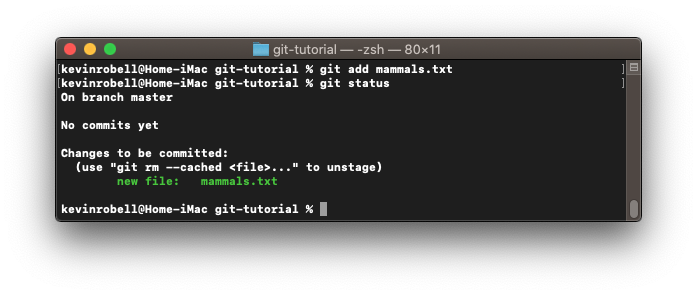 git-tutorial — -zsh — 80×11
[kevinrobell@Home-iMac git-tutorial % git add mammals.txt ]
[kevinrobell@Home-iMac git-tutorial % git status ]
On branch master
No commits yet
Changes to be committed:
  (use "git rm --cached <file>..." to unstage)
        new file:   mammals.txt
kevinrobell@Home-iMac git-tutorial %